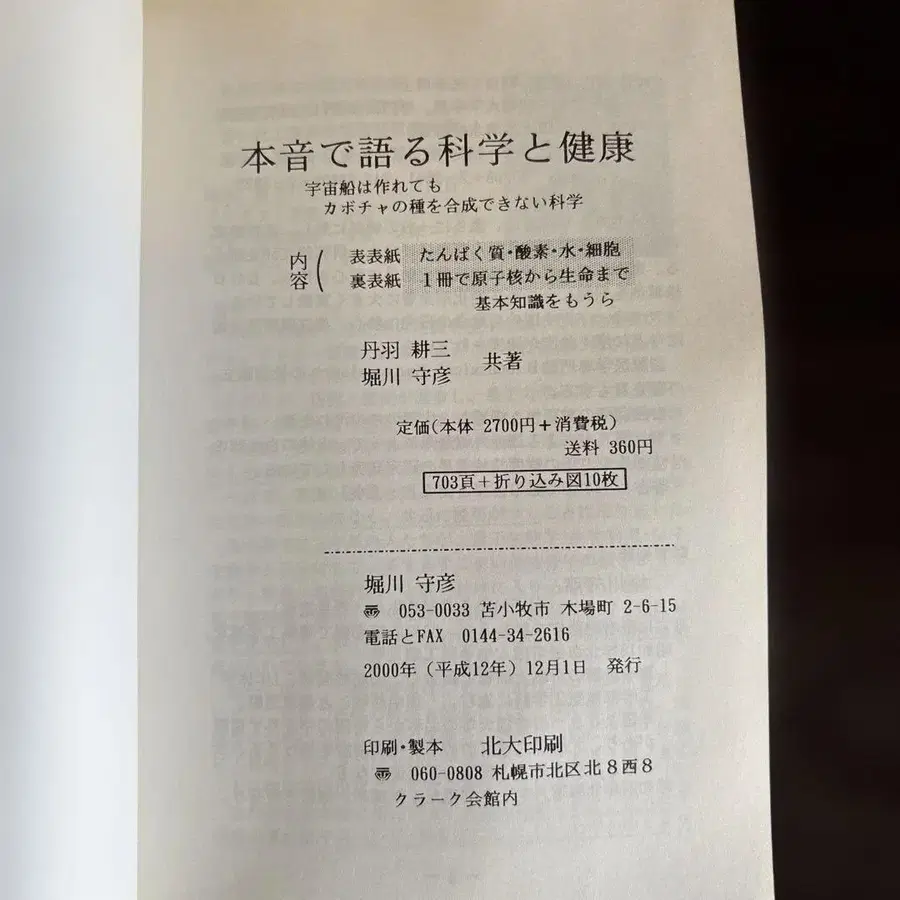 本音で語る科学と健康
宇宙船は作れても
カボチャの種を合成できない科学
内容
表表紙 たんぱく質・酸素・水・細胞
裏表紙 1冊で原子核から生命まで
基本知識をもうら
丹羽 耕三
堀川 守彦
共著
定価(本体 2700円+消費税)
送料 360円
703頁+折り込み図10枚
堀川 守彦
〠 053-0033 苫小牧市 木場町 2-6-15
電話とFAX 0144-34-2616
2000年(平成12年)12月1日 発行
印刷・製本 北大印刷
〠 060-0808 札幌市北区北8西8
クラーク会館内